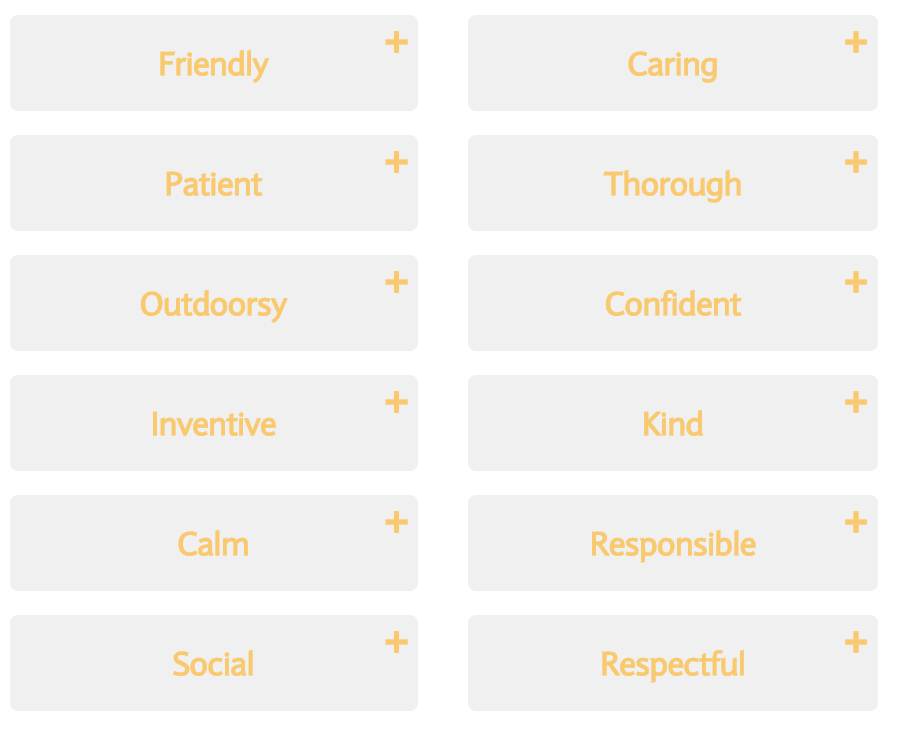 Friendly
Caring
Patient
Thorough
Outdoorsy
Confident
Inventive
Kind
Calm
Responsible
Social
Respectful